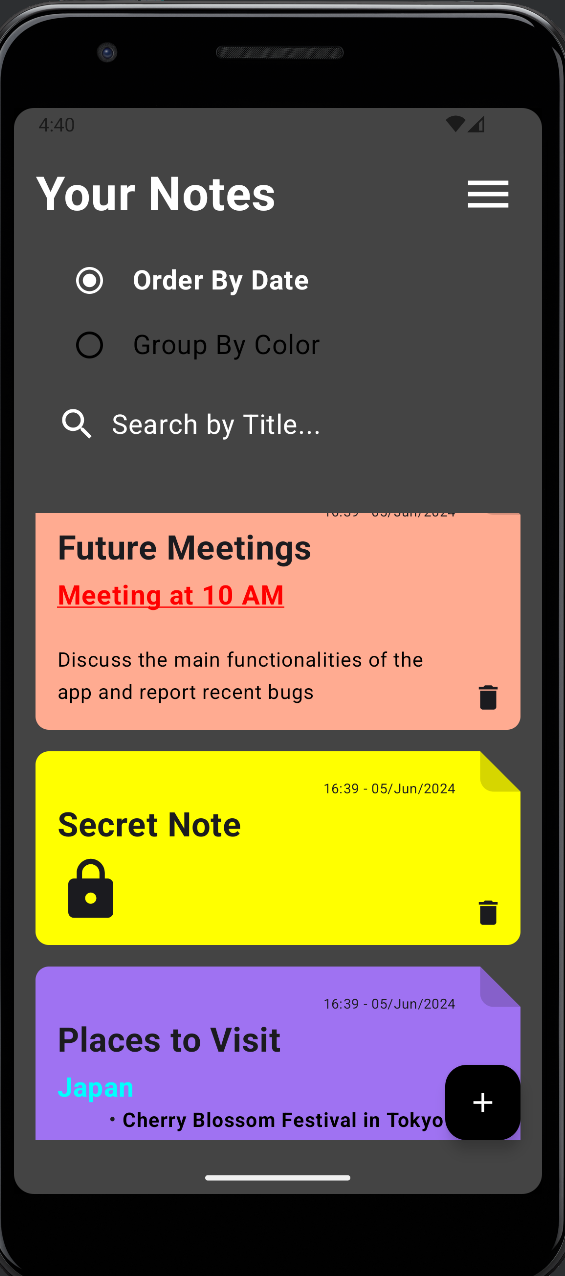 4:40
Your Notes
Order By Date
Group By Color
Search by Title...
16:39 - 05/Jun/2024
Future Meetings
Meeting at 10 AM
Discuss the main functionalities of the
app and report recent bugs
16:39 - 05/Jun/2024
Secret Note
16:39 - 05/Jun/2024
Places to Visit
Japan
• Cherry Blossom Festival in Tokyo
+